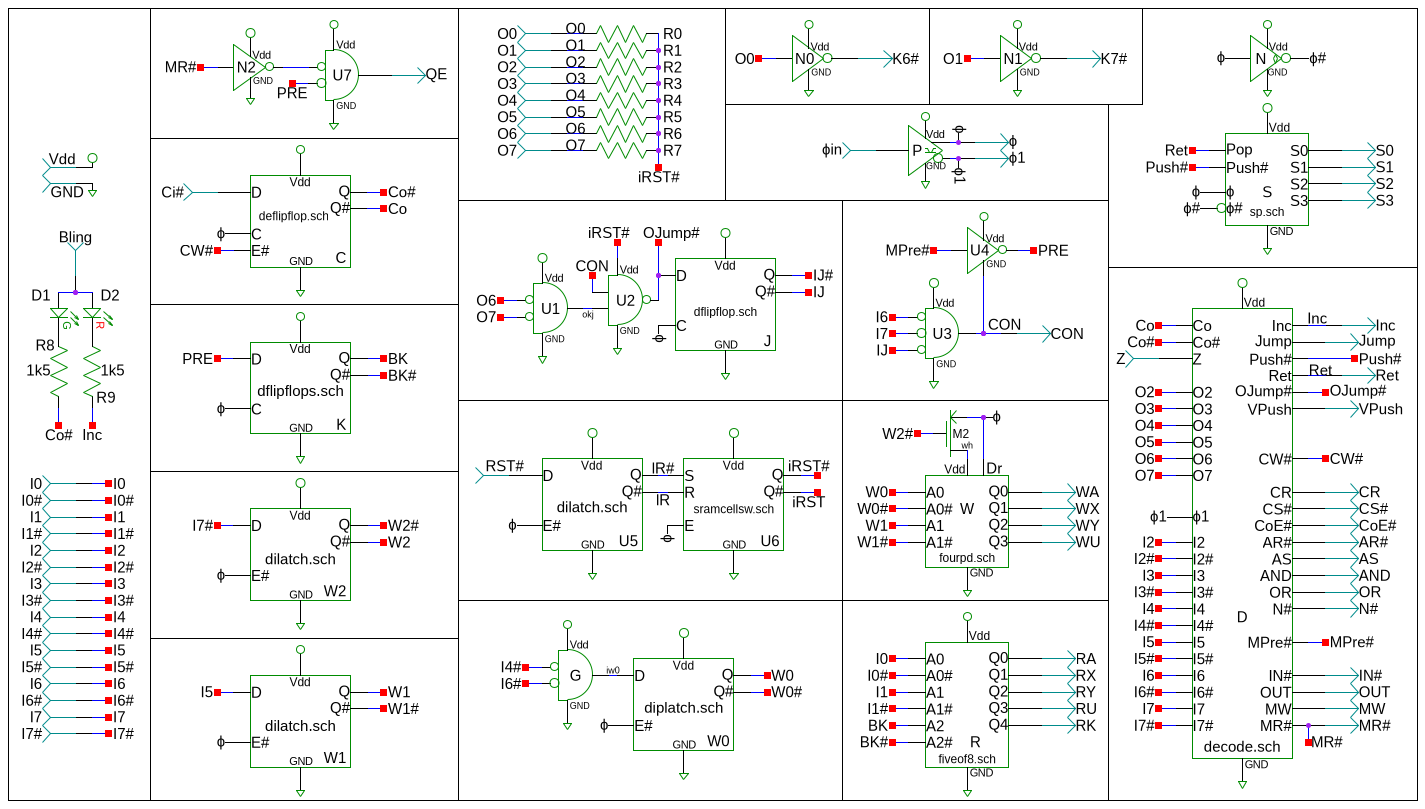 Vdd
GND
Bling
D1 D2
G R
R8
1k5 1k5
R9
Co# Inc
I0 I0
I0# I0#
I1 I1
I1# I1#
I2 I2
I2# I2#
I3 I3
I3# I3#
I4 I4
I4# I4#
I5 I5
I5# I5#
I6 I6
I6# I6#
I7 I7
I7# I7#
Vdd Vdd
MR# N2 U7 QE
GND
PRE
GND
Vdd
Ci# D Q Co#
Q# Co
deflipflop.sch
ϕ C
CW# E#
GND C
Vdd
PRE D Q BK
Q# BK#
dflipflops.sch
ϕ C
GND K
Vdd
I7# D Q W2#
Q# W2
dilatch.sch
ϕ E#
GND W2
Vdd
I5 D Q W1
Q# W1#
dilatch.sch
ϕ E#
GND W1
O0 O0 R0
O1 O1 R1
O2 O2 R2
O3 O3 R3
O4 O4 R4
O5 O5 R5
O6 O6 R6
O7 O7 R7
iRST#
Vdd
O0 N0 K6#
GND
Vdd
O1 N1 K7#
GND
Vdd
ϕ N ϕ#
GND
Vdd ϕ
ϕin P ϕ
ϕ1
GND ϕ1
Vdd
Ret Pop S0 S0
Push# Push# S1 S1
ϕ ϕ S S2 S2
ϕ# ϕ# sp.sch S3 S3
GND
iRST# OJump#
CON
Vdd Vdd Vdd
O6 U1 U2 D Q IJ#
O7 okj Q# IJ
dflipflop.sch
ϕ C
GND GND GND J
Vdd
MPre# U4 PRE
GND
Vdd
I6
I7 U3 CON CON
IJ
GND
RST# Vdd Vdd iRST#
D Q IR# S Q
Q# IR R Q# iRST
dilatch.sch sramcellsw.sch
ϕ E# ϕ E
GND U5 GND U6
ϕ
W2# M2
wh
Vdd Dr
W0 A0 Q0 WA
W0# A0# W Q1 WX
W1 A1 Q2 WY
W1# A1# Q3 WU
fourpd.sch
GND
Vdd Vdd
I4# G iw0 D Q W0
I6# Q# W0#
GND diplatch.sch
ϕ E#
GND W0
Vdd
I0 A0 Q0 RA
I0# A0# Q1 RX
I1 A1 Q2 RY
I1# A1# Q3 RU
BK A2 Q4 RK
BK# A2# R
fiveof8.sch
GND
Vdd
Co Co Inc Inc Inc
Co# Co# Jump Jump
Z Z Push# Push#
Ret Ret Ret
O2 O2 OJump# OJump#
O3 O3 VPush VPush
O4 O4
O5 O5
O6 O6 CW# CW#
O7 O7
CR CR
CS# CS#
ϕ1 ϕ1 CoE# CoE#
I2 I2 AR# AR#
I2# I2# AS AS
I3 I3 AND AND
I3# I3# OR OR
I4 I4 N# N#
I4# I4# D
I5 I5 MPre# MPre#
I5# I5#
I6 I6 IN# IN#
I6# I6# OUT OUT
I7 I7 MW MW
I7# I7# MR# MR#
decode.sch MR#
GND